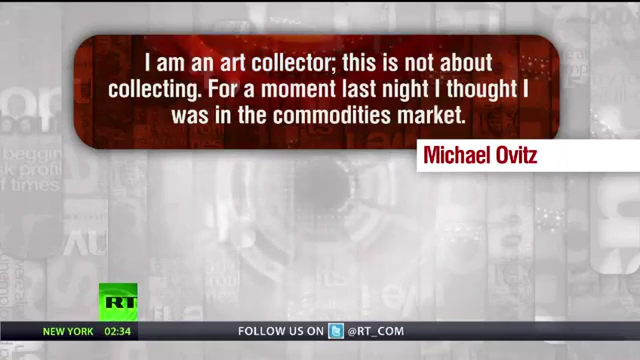 I am an art collector; this is not about
collecting. For a moment last night I thought I
was in the commodities market.
Michael Ovitz
RT
NEW YORK 02:34 FOLLOW US ON @RT_COM